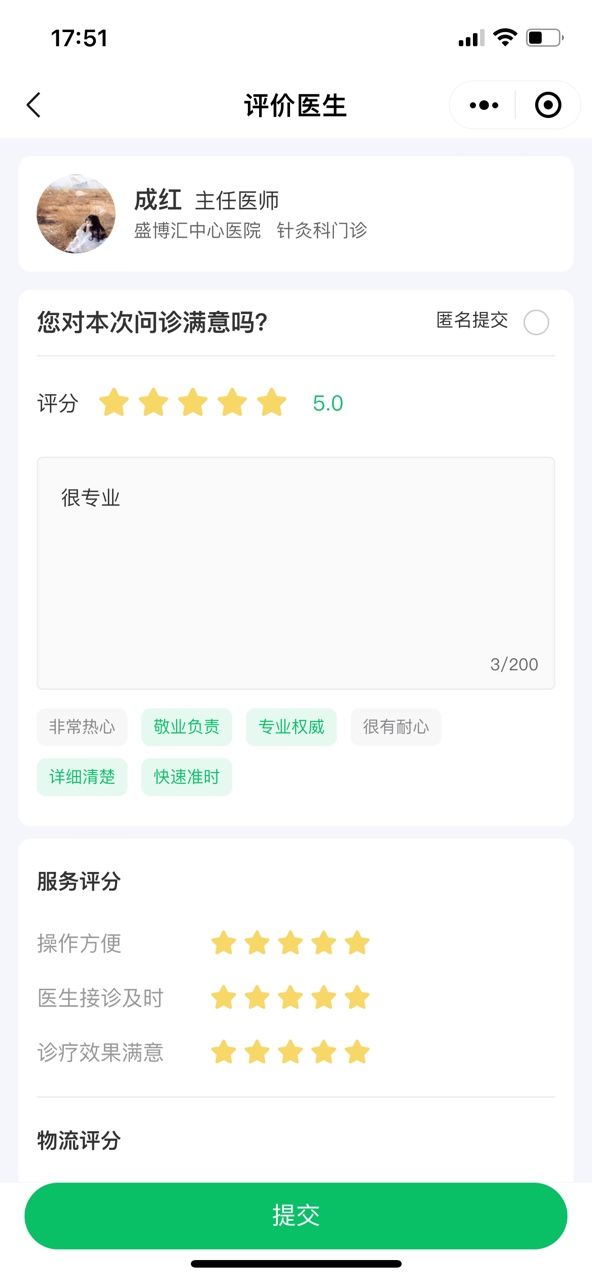 17:51
评价医生
成红 主任医师
盛博汇中心医院 针灸科门诊
您对本次问诊满意吗?
匿名提交
评分 5.0
很专业
3/200
非常热心 敬业负责 专业权威 很有耐心
详细清楚 快速准时
服务评分
操作方便
医生接诊及时
诊疗效果满意
物流评分
提交